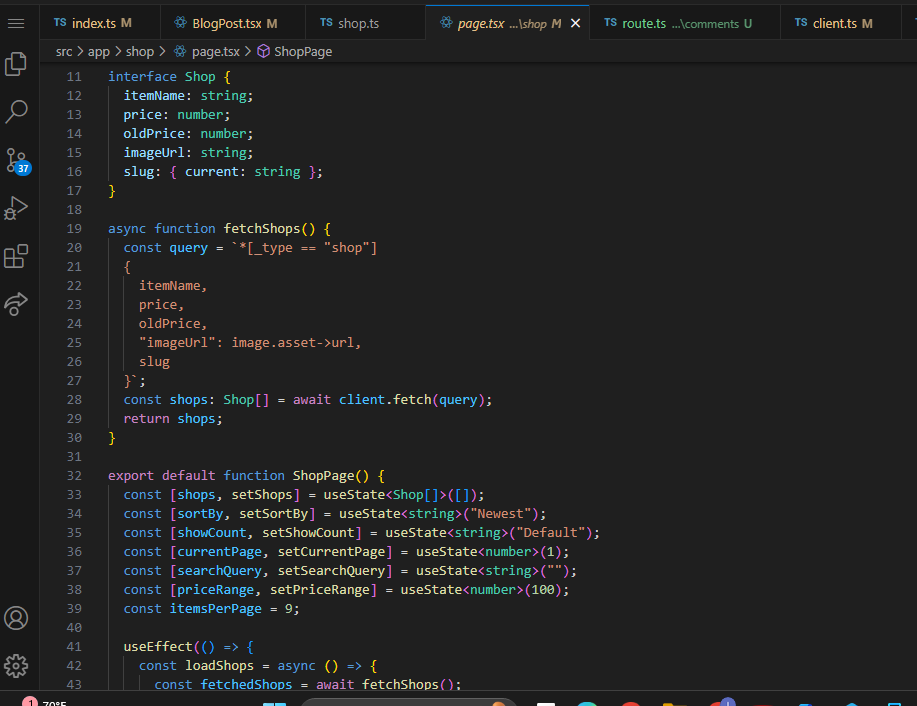 TS index.ts M BlogPost.tsx M TS shop.ts page.tsx ...\shop M TS route.ts ...\comments U TS client.ts M
src > app > shop > page.tsx > ShopPage
11 interface Shop {
12 itemName: string;
13 price: number;
14 oldPrice: number;
15 imageUrl: string;
16 slug: { current: string };
17 }
18
19 async function fetchShops() {
20 const query = `*[_type == "shop"]
21 {
22 itemName,
23 price,
24 oldPrice,
25 "imageUrl": image.asset->url,
26 slug
27 }`;
28 const shops: Shop[] = await client.fetch(query);
29 return shops;
30 }
31
32 export default function ShopPage() {
33 const [shops, setShops] = useState<Shop[]>([]);
34 const [sortBy, setSortBy] = useState<string>("Newest");
35 const [showCount, setShowCount] = useState<string>("Default");
36 const [currentPage, setCurrentPage] = useState<number>(1);
37 const [searchQuery, setSearchQuery] = useState<string>("");
38 const [priceRange, setPriceRange] = useState<number>(100);
39 const itemsPerPage = 9;
40
41 useEffect(() => {
42 const loadShops = async () => {
43 const fetchedShops = await fetchShops();
37
1 70°F